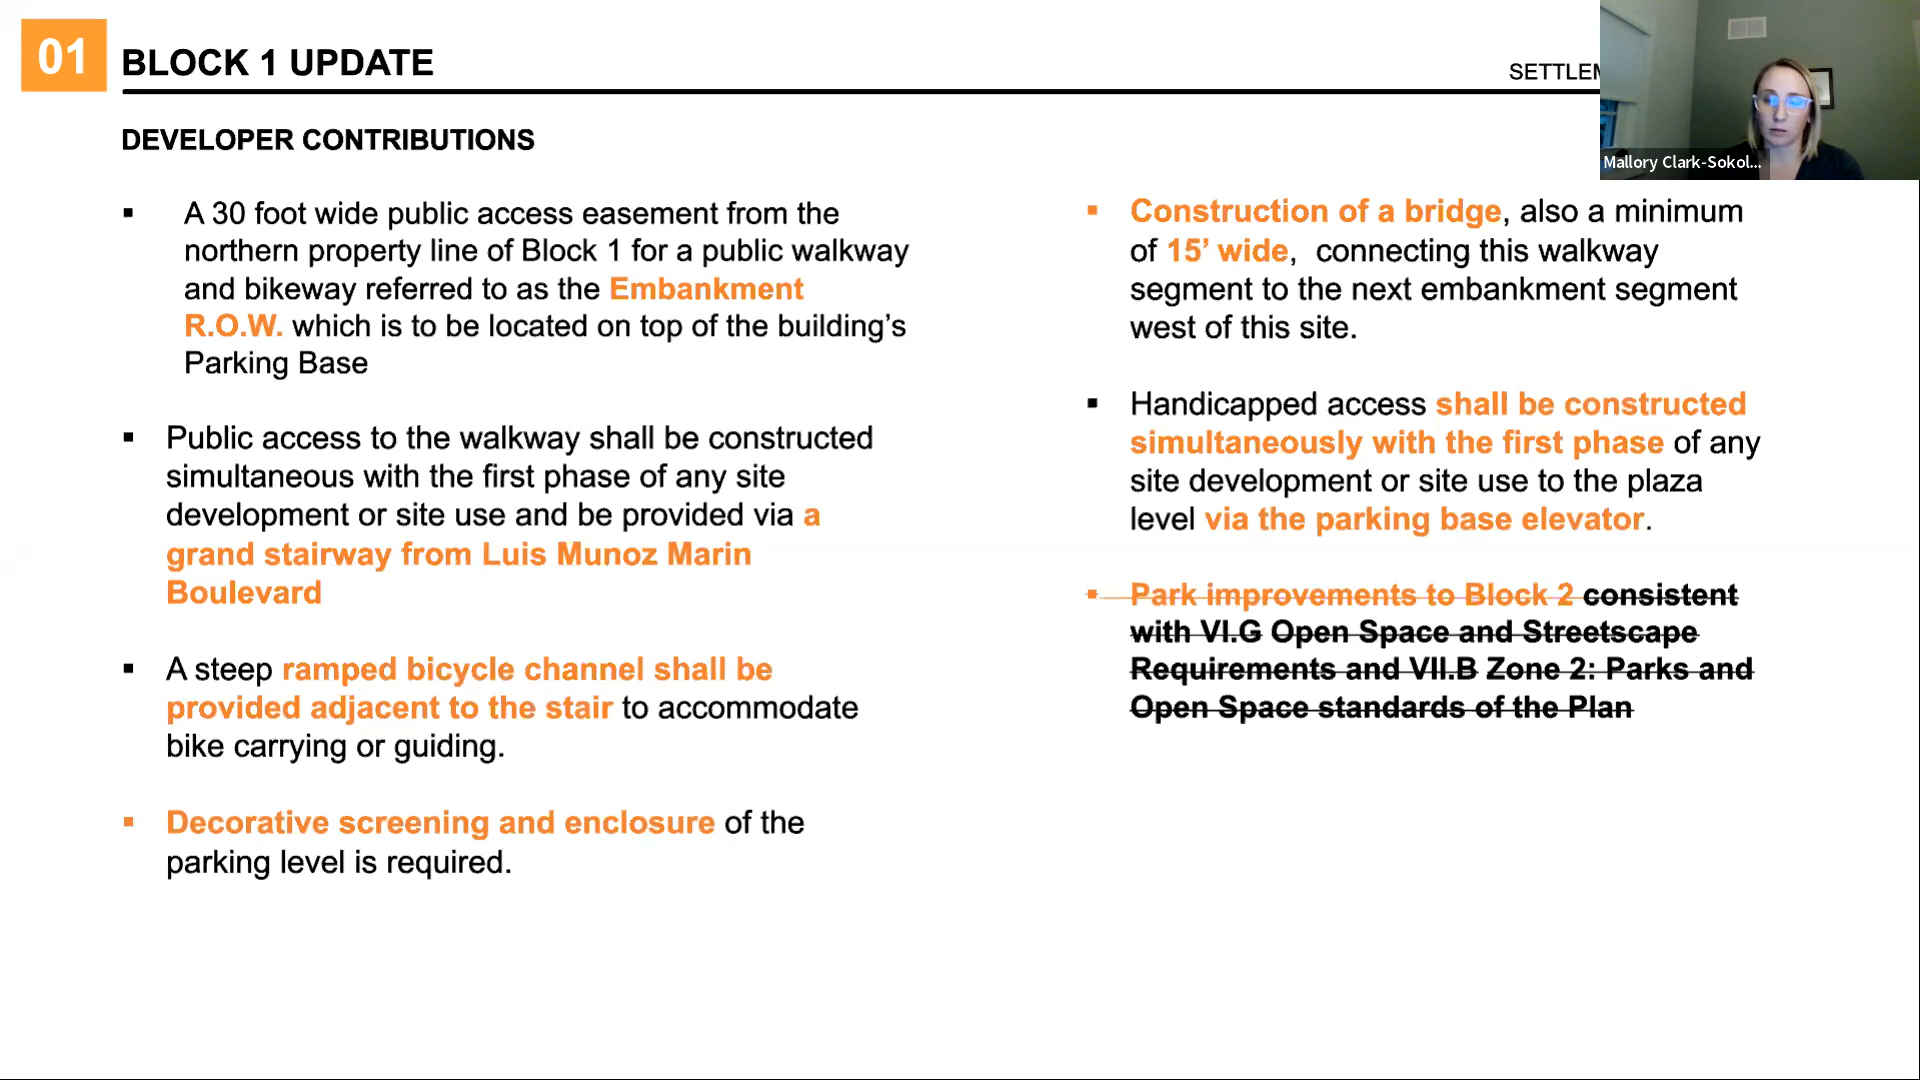 01
BLOCK 1 UPDATE
SETTLEM
Mallory Clark-Sokol...
DEVELOPER CONTRIBUTIONS
▪ A 30 foot wide public access easement from the
northern property line of Block 1 for a public walkway
and bikeway referred to as the Embankment
R.O.W. which is to be located on top of the building’s
Parking Base
▪ Public access to the walkway shall be constructed
simultaneous with the first phase of any site
development or site use and be provided via a
grand stairway from Luis Munoz Marin
Boulevard
▪ A steep ramped bicycle channel shall be
provided adjacent to the stair to accommodate
bike carrying or guiding.
▪ Decorative screening and enclosure of the
parking level is required.
▪ Construction of a bridge, also a minimum
of 15’ wide, connecting this walkway
segment to the next embankment segment
west of this site.
▪ Handicapped access shall be constructed
simultaneously with the first phase of any
site development or site use to the plaza
level via the parking base elevator.
▪ Park improvements to Block 2 consistent
with VI.G Open Space and Streetscape
Requirements and VII.B Zone 2: Parks and
Open Space standards of the Plan